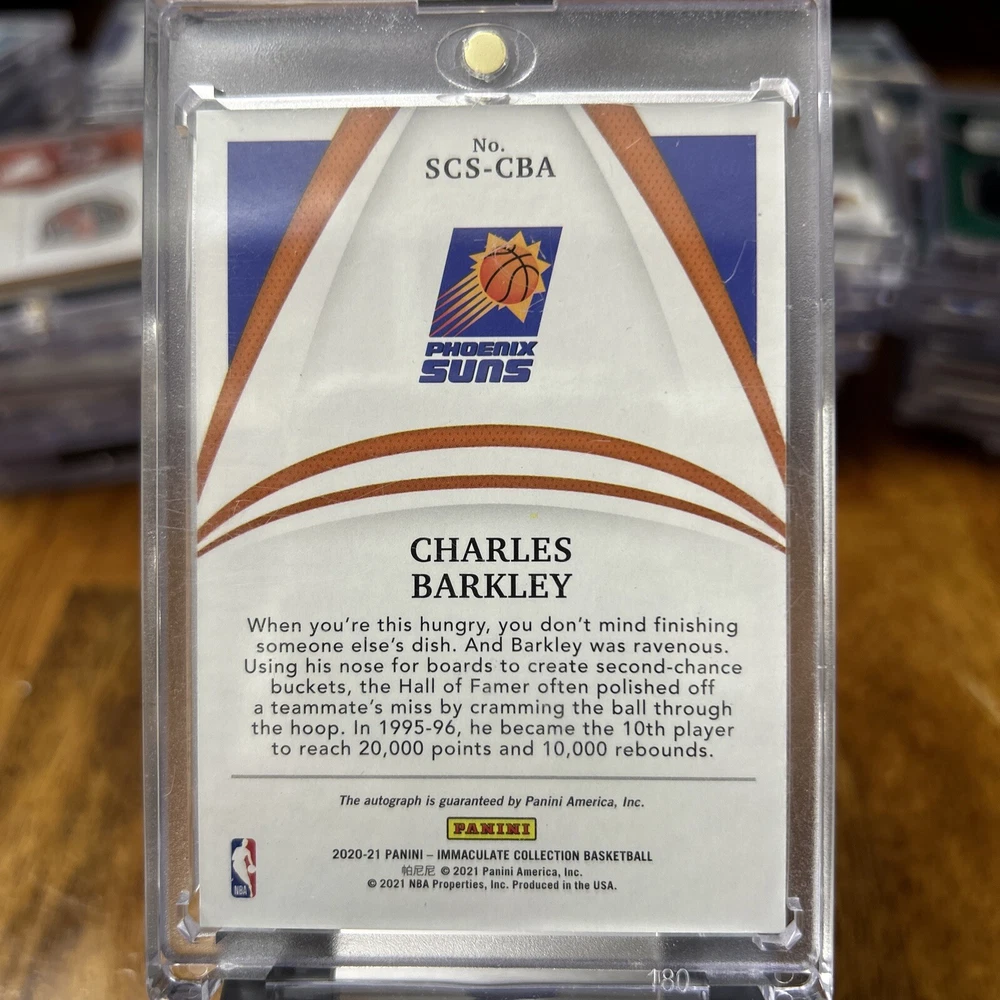 No.
SCS-CBA
PHOENIX
SUNS
CHARLES
BARKLEY
When you're this hungry, you don't mind finishing
someone else's dish. And Barkley was ravenous.
Using his nose for boards to create second-chance
buckets, the Hall of Famer often polished off
a teammate's miss by cramming the ball through
the hoop. In 1995-96, he became the 10th player
to reach 20,000 points and 10,000 rebounds.
The autograph is guaranteed by Panini America, Inc.
PANINI
2020-21 PANINI – IMMACULATE COLLECTION BASKETBALL
帕尼尼 © 2021 Panini America, Inc.
© 2021 NBA Properties, Inc. Produced in the USA.
NBA
180